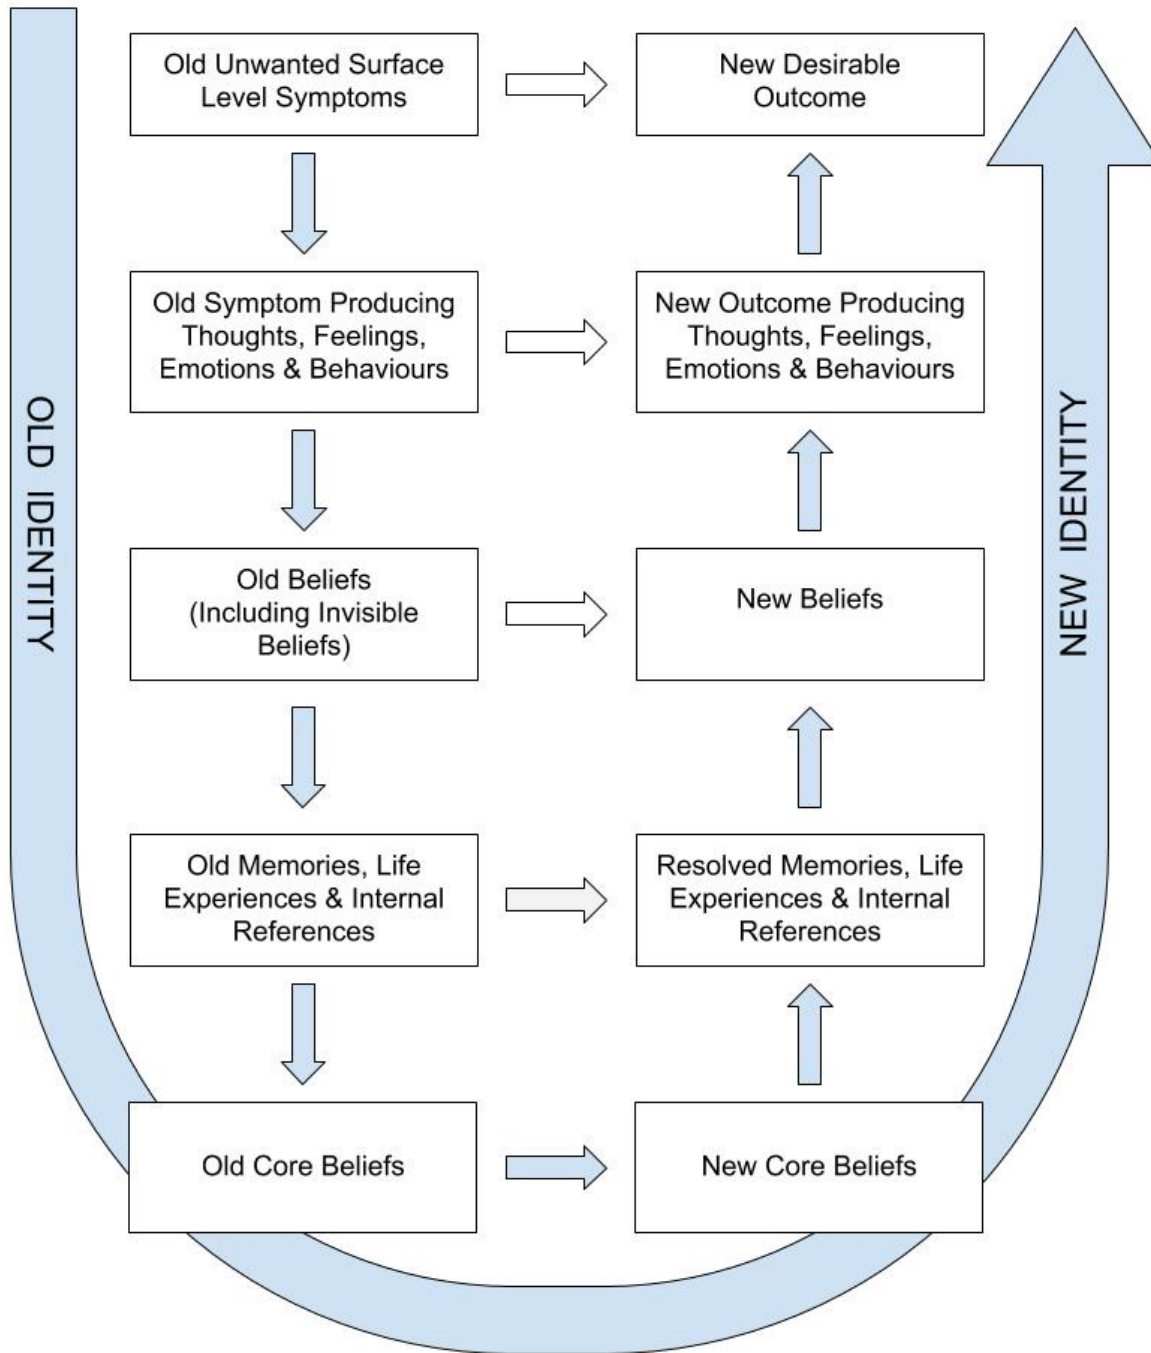 Old Unwanted Surface
Level Symptoms
New Desirable
Outcome
Old Symptom Producing
Thoughts, Feelings,
Emotions & Behaviours
New Outcome Producing
Thoughts, Feelings,
Emotions & Behaviours
OLD IDENTITY
NEW IDENTITY
Old Beliefs
(Including Invisible
Beliefs)
New Beliefs
Old Memories, Life
Experiences & Internal
References
Resolved Memories, Life
Experiences & Internal
References
Old Core Beliefs
New Core Beliefs